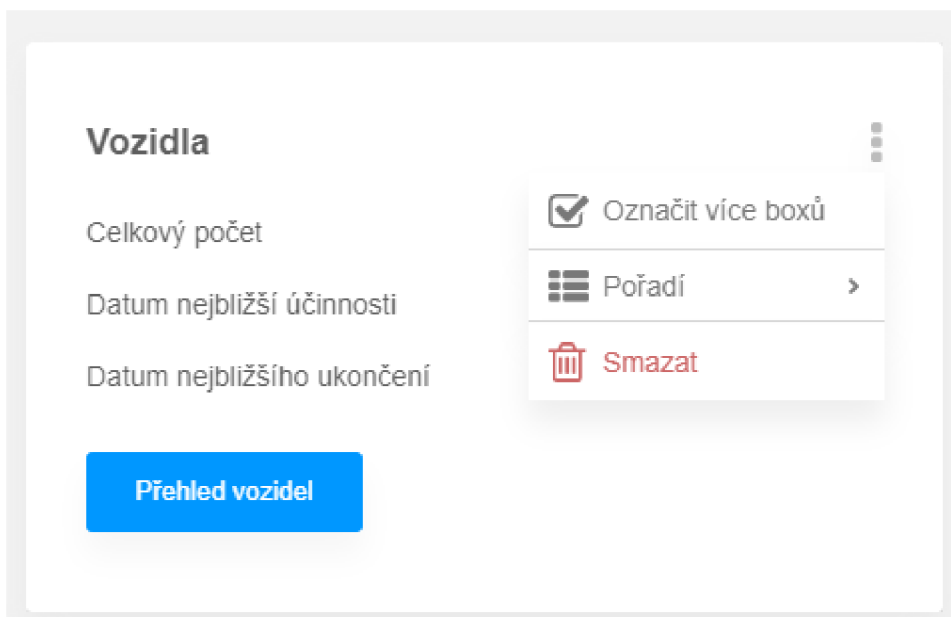 Vozidla
Označit více boxů
Celkový počet
Pořadí
Datum nejbližší účinnosti
Smazat
Datum nejbližšího ukončení
Přehled vozidel